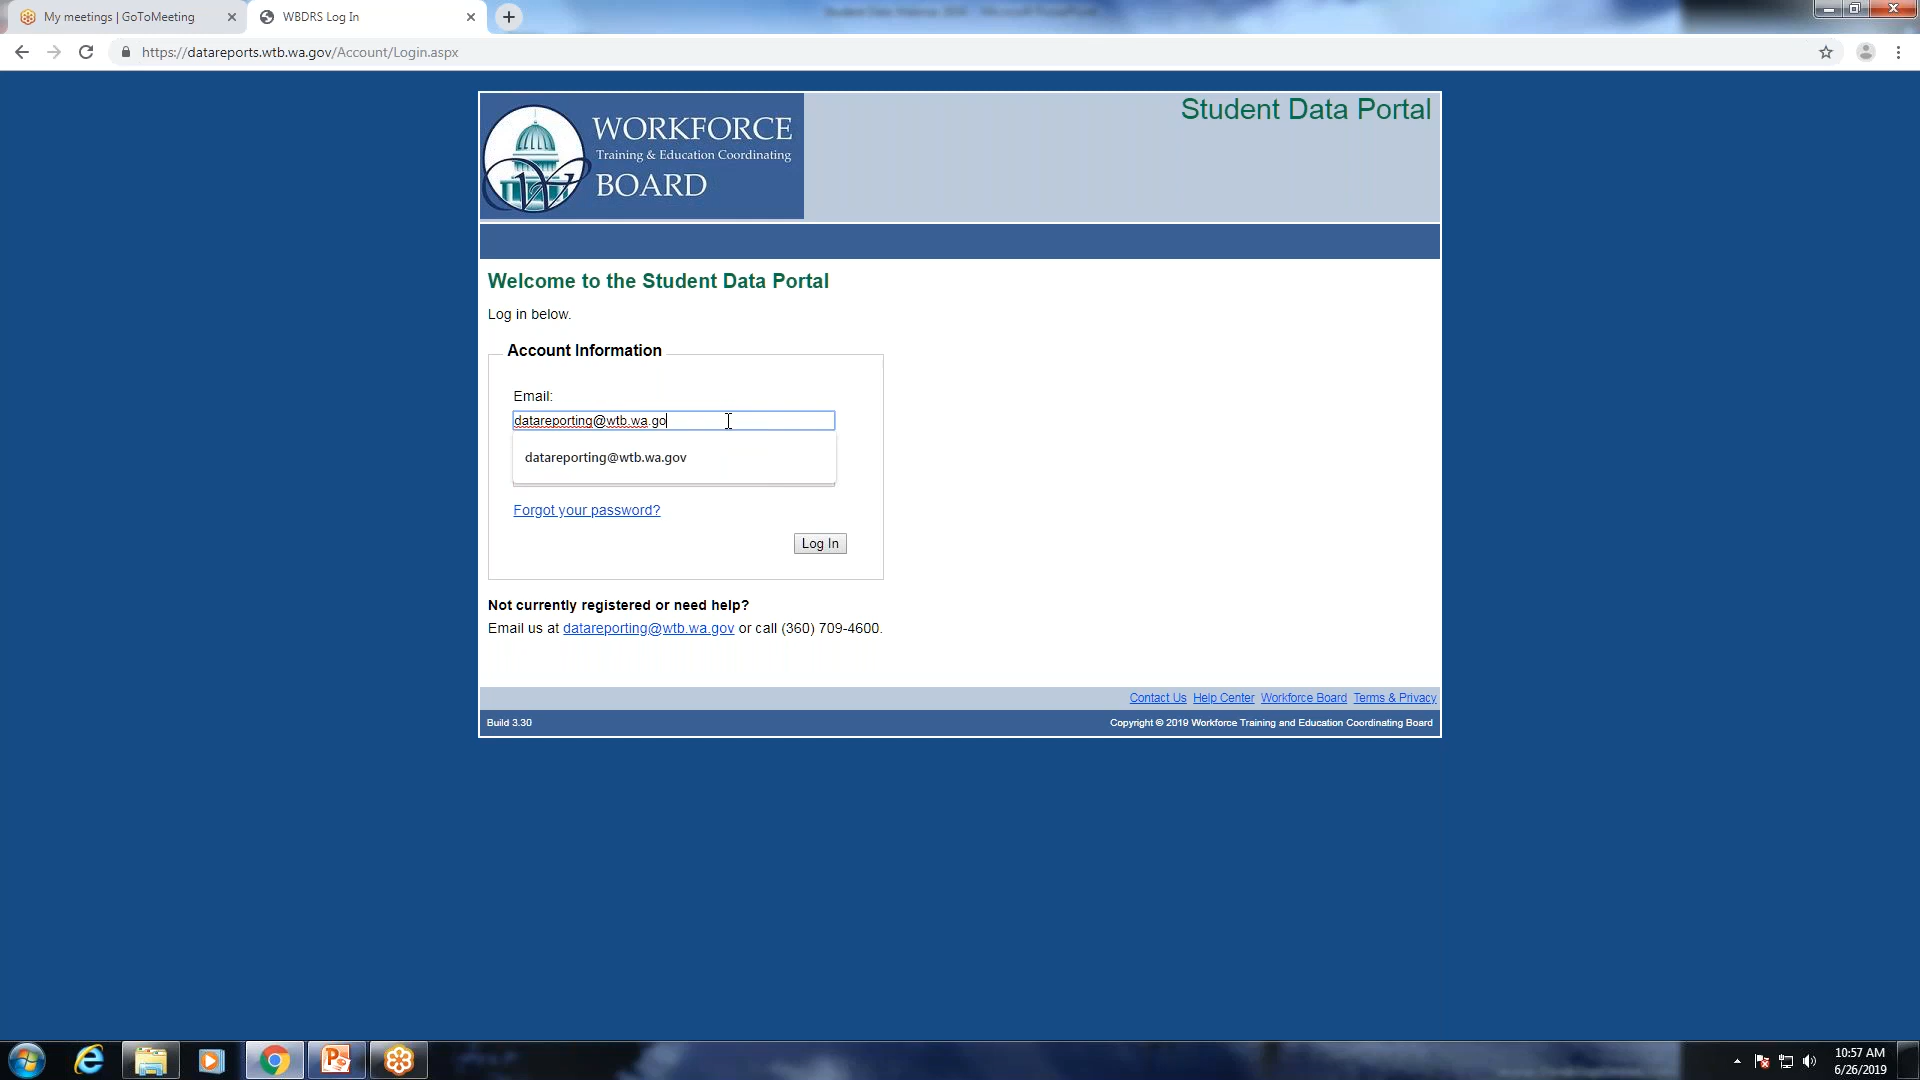 My meetings | GoToMeeting
WBDRS Log In
https://datareports.wtb.wa.gov/Account/Login.aspx
WORKFORCE
Training & Education Coordinating
BOARD
Student Data Portal
Welcome to the Student Data Portal
Log in below.
Account Information
Email:
datareporting@wtb.wa.go
datareporting@wtb.wa.gov
Forgot your password?
Log In
Not currently registered or need help?
Email us at datareporting@wtb.wa.gov or call (360) 709-4600.
Contact Us Help Center Workforce Board Terms & Privacy
Build 3.30
Copyright © 2019 Workforce Training and Education Coordinating Board
10:57 AM
6/26/2019